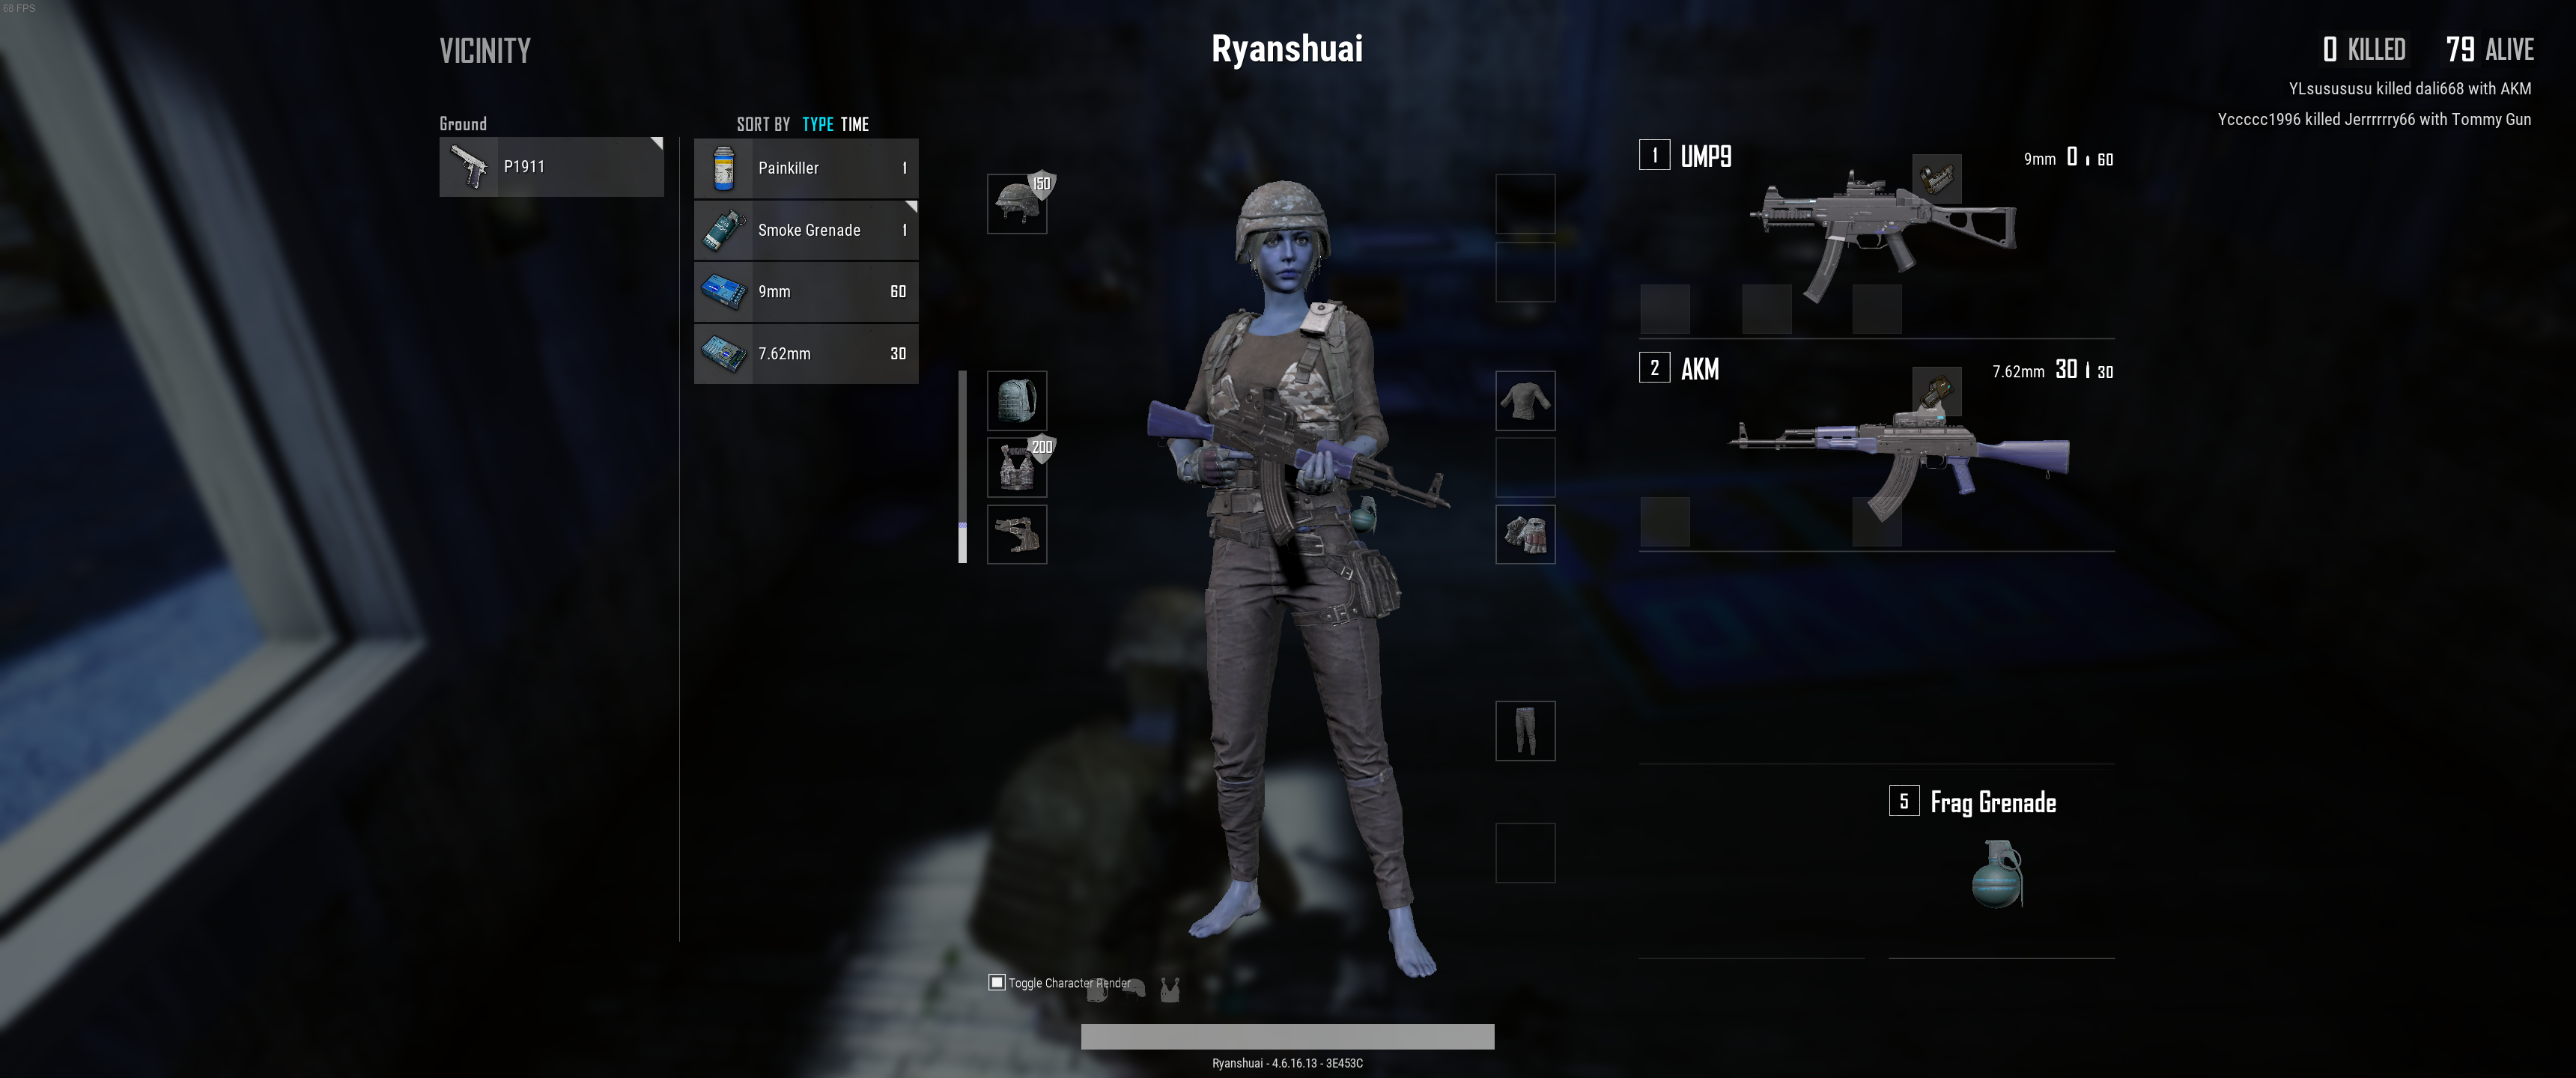 68 FPS
VICINITY
Ryanshuai
0 KILLED 79 ALIVE
YLsusususu killed dali668 with AKM
Yccccc1996 killed Jerrrrrry66 with Tommy Gun
Ground
SORT BY TYPE TIME
P1911
Painkiller 1
Smoke Grenade 1
9mm 60
7.62mm 30
150
200
1 UMP9 9mm 0 60
2 AKM 7.62mm 30 30
5 Frag Grenade
Toggle Character Render
Ryanshuai - 4.6.16.13 - 3E453C